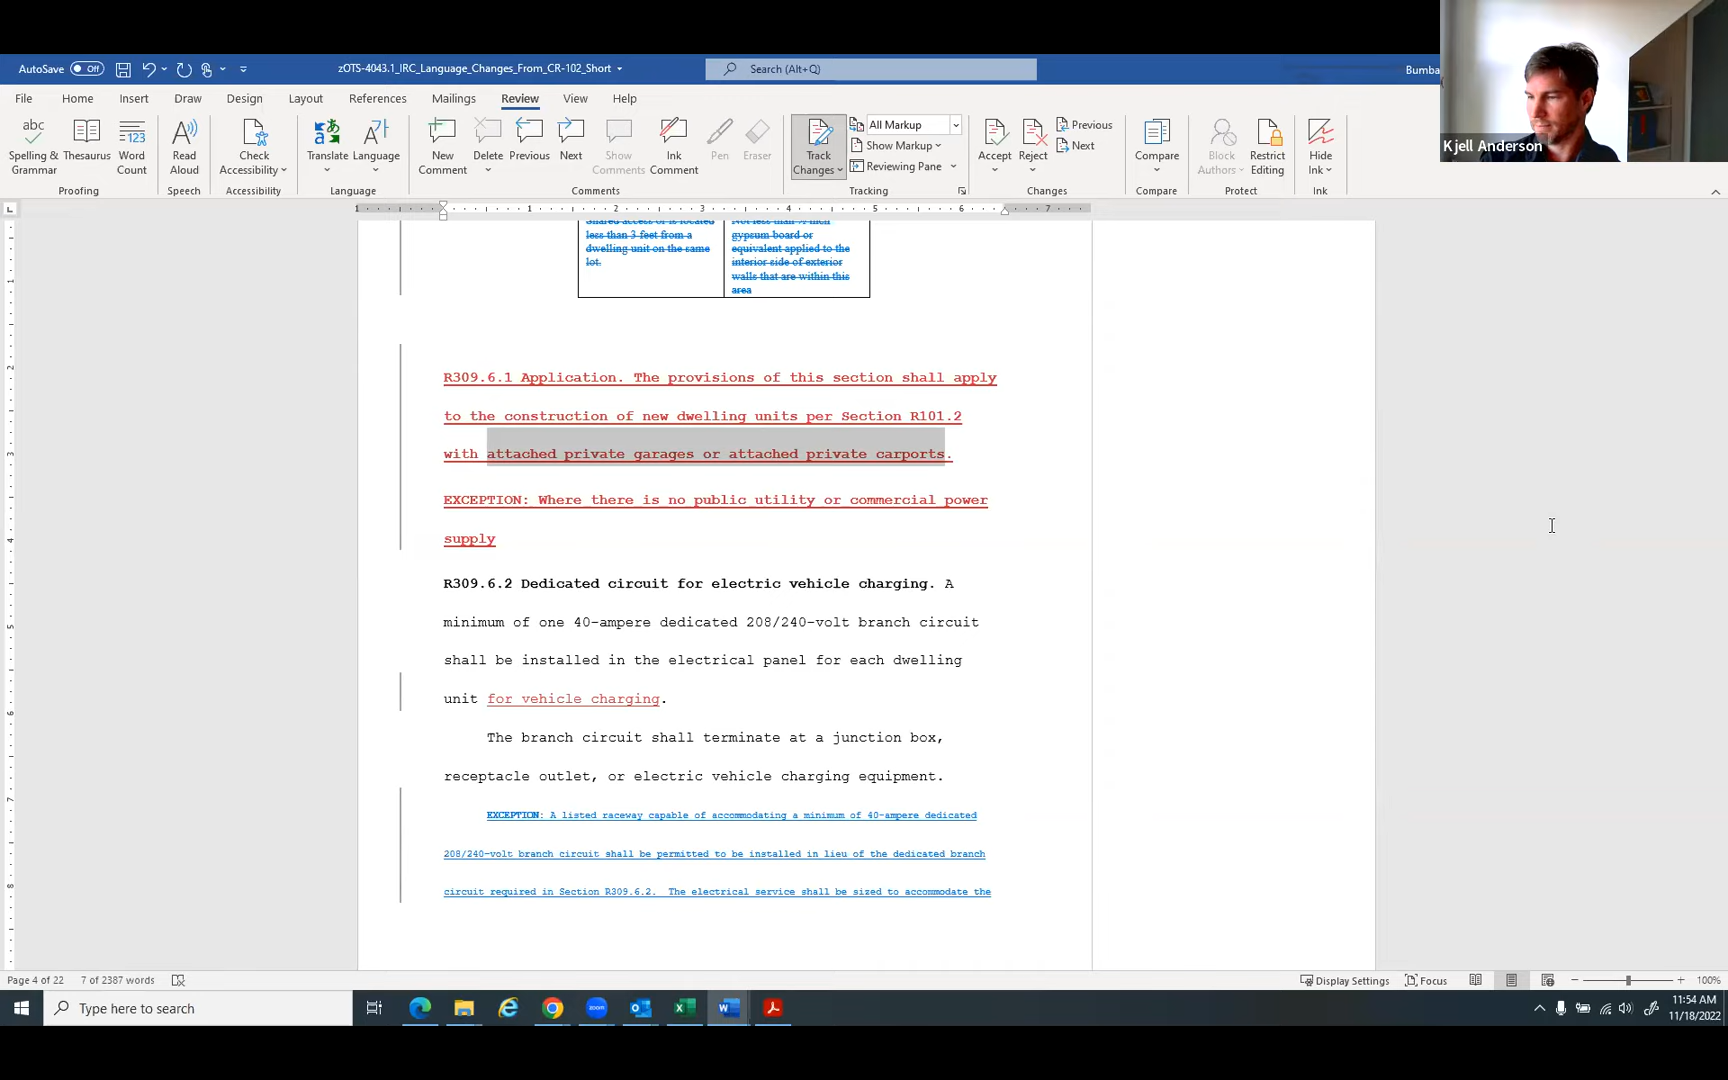 AutoSave Off
zOTS-4043.1_IRC_Language_Changes_From_CR-102_Short
Search (Alt+Q)
Bumba
Kjell Anderson
File Home Insert Draw Design Layout References Mailings Review View Help
Spelling & Grammar
Thesaurus
Word Count
Read Aloud
Check Accessibility
Translate
Language
New Comment
Delete
Previous
Next
Show Comments
Ink Comment
Pen
Eraser
Track Changes
All Markup
Show Markup
Reviewing Pane
Accept
Reject
Previous
Next
Compare
Block Authors
Restrict Editing
Hide Ink
Proofing Speech Accessibility Language Comments Tracking Changes Compare Protect Ink
1 1 2 3 4 5 6 7
shared access or is located
less than 3 feet from a
dwelling unit on the same
lot.
Not less than ½ inch
gypsum board or
equivalent applied to the
interior side of exterior
walls that are within this
area
R309.6.1 Application. The provisions of this section shall apply
to the construction of new dwelling units per Section R101.2
with attached private garages or attached private carports.
EXCEPTION: Where there is no public utility or commercial power
supply
R309.6.2 Dedicated circuit for electric vehicle charging. A
minimum of one 40-ampere dedicated 208/240-volt branch circuit
shall be installed in the electrical panel for each dwelling
unit for vehicle charging.
The branch circuit shall terminate at a junction box,
receptacle outlet, or electric vehicle charging equipment.
EXCEPTION: A listed raceway capable of accommodating a minimum of 40-ampere dedicated
208/240-volt branch circuit shall be permitted to be installed in lieu of the dedicated branch
circuit required in Section R309.6.2. The electrical service shall be sized to accommodate the
Page 4 of 22 7 of 2387 words
Display Settings Focus 100%
Type here to search
11:54 AM
11/18/2022